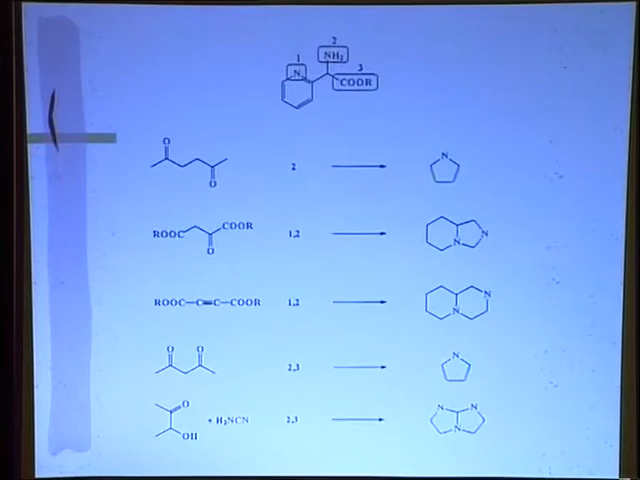 2
1 NH₂
3
N COOR
O
2 N
O
COOR
ROOC 1,2 N
O N
ROOC-C=C-COOR 1,2 N
N
O O
2,3 N
O
+ H₂NCN 2,3 N N
OH N